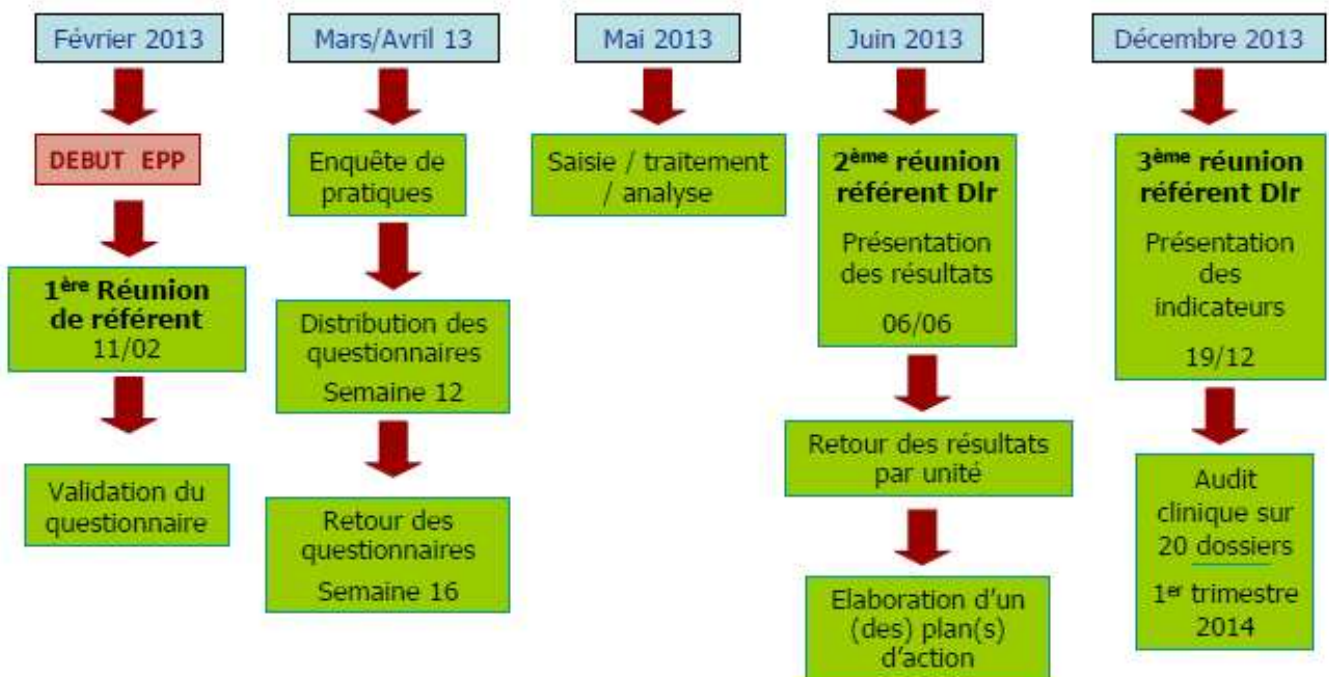 Février 2013
DEBUT EPP
1ère Réunion
de référent
11/02
Validation du
questionnaire
Mars/Avril 13
Enquête de
pratiques
Distribution des
questionnaires
Semaine 12
Retour des
questionnaires
Semaine 16
Mai 2013
Saisie / traitement
/ analyse
Juin 2013
2ème réunion
référent Dlr
Présentation
des résultats
06/06
Retour des résultats
par unité
Elaboration d'un
(des) plan(s)
d'action
Décembre 2013
3ème réunion
référent Dlr
Présentation
des
indicateurs
19/12
Audit
clinique sur
20 dossiers
1er trimestre
2014